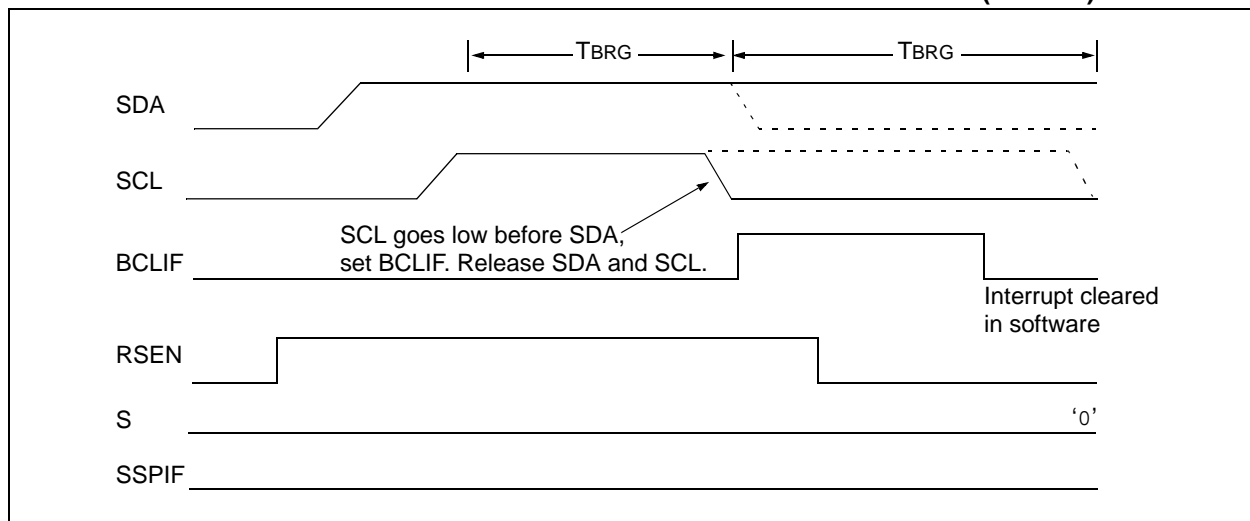 TBRG TBRG
SDA
SCL
SCL goes low before SDA,
set BCLIF. Release SDA and SCL.
BCLIF
Interrupt cleared
in software
RSEN
S ‘0’
SSPIF